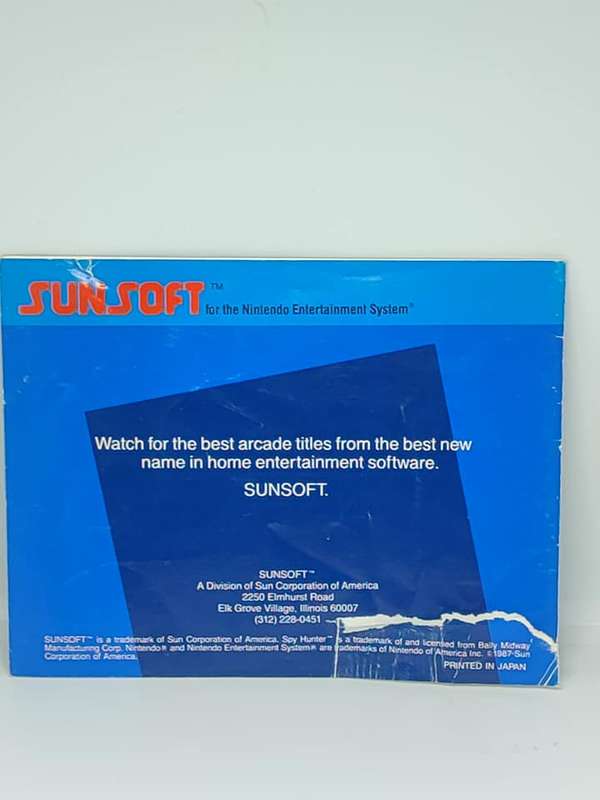 SUNSOFT™ for the Nintendo Entertainment System®
Watch for the best arcade titles from the best new
name in home entertainment software.
SUNSOFT.
SUNSOFT™
A Division of Sun Corporation of America
2250 Elmhurst Road
Elk Grove Village, Illinois 60007
(312) 228-0451
SUNSOFT™ is a trademark of Sun Corporation of America. Spy Hunter™ is a trademark of and licensed from Bally Midway
Manufacturing Corp. Nintendo® and Nintendo Entertainment System® are trademarks of Nintendo of America Inc. ©1987 Sun
Corporation of America.
PRINTED IN JAPAN